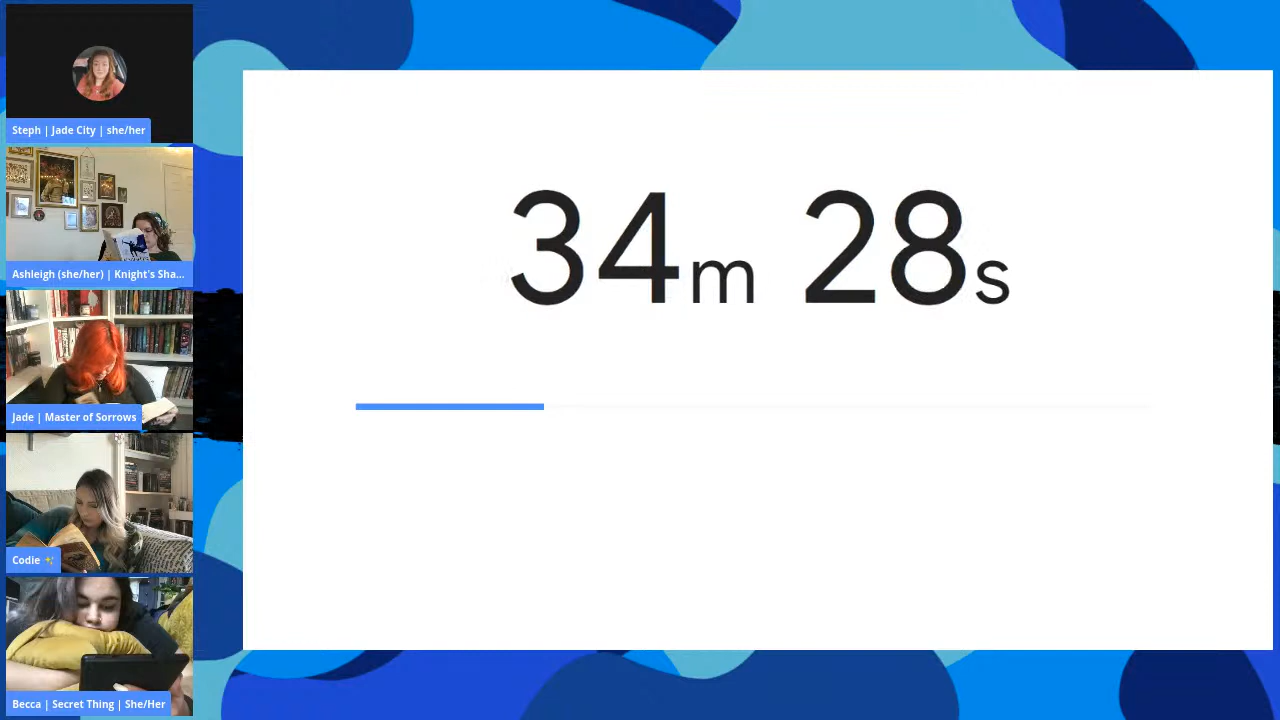 Steph | Jade City | she/her
Ashleigh (she/her) | Knight's Sha...
Jade | Master of Sorrows
Codie ✨
Becca | Secret Thing | She/Her
34m 28s